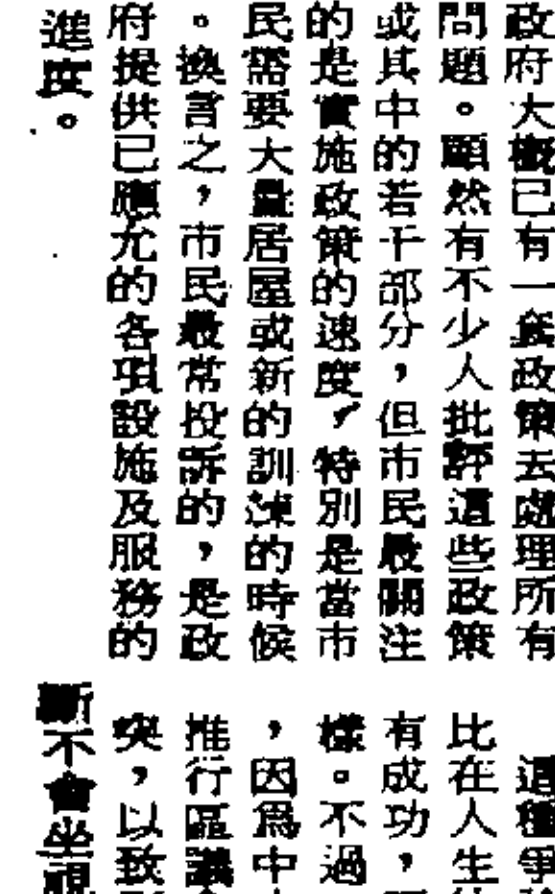 政府大概已有一套政策去處理所有
問題。顯然有不少人批評這些政策
或其中的若干部分，但市民最關注
的是實施政策的速度，特別是當市
民需要大量居屋或新的訓練的時候
。換言之，市民最常投訴的，是政
府提供已應允的各項設施及服務的
進度。
這種爭
比在人生
有成功，
樣。不過
，因為中
推行區議
，以致
斷不會坐視